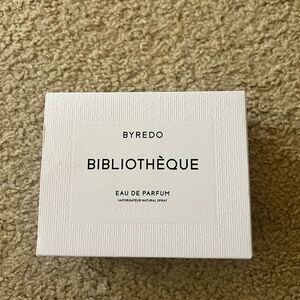 BYREDO
BIBLIOTHÈQUE
EAU DE PARFUM
VAPORISATEUR NATURAL SPRAY